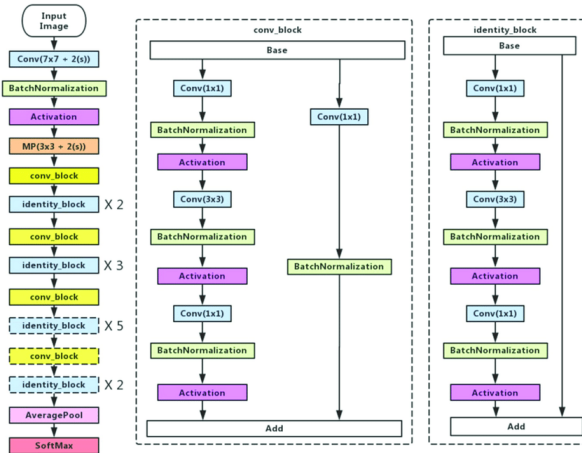 Input
Image
Conv(7x7 + 2(s))
BatchNormalization
Activation
MP(3x3 + 2(s))
conv_block
identity_block X 2
conv_block
identity_block X 3
conv_block
identity_block X 5
conv_block
identity_block X 2
AveragePool
SoftMax
conv_block
Base
Conv(1x1)
BatchNormalization
Activation
Conv(3x3)
BatchNormalization
Activation
Conv(1x1)
BatchNormalization
Activation
Conv(1x1)
BatchNormalization
Add
identity_block
Base
Conv(1x1)
BatchNormalization
Activation
Conv(3x3)
BatchNormalization
Activation
Conv(1x1)
BatchNormalization
Activation
Add